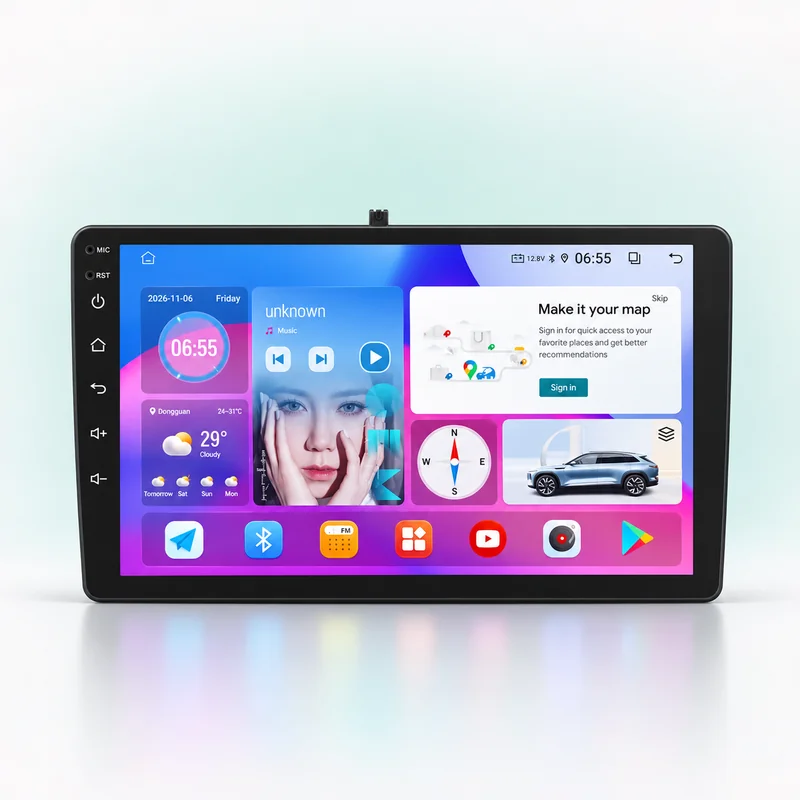 MIC
RST
12.8V
06:55
2026-11-06 Friday
06:55
unknown
Music
Skip
Make it your map
Sign in for quick access to your
favorite places and get better
recommendations
Sign in
Dongguan 24~31°C
29°
Cloudy
Tomorrow Sat Sun Mon
N
W E
S
FM